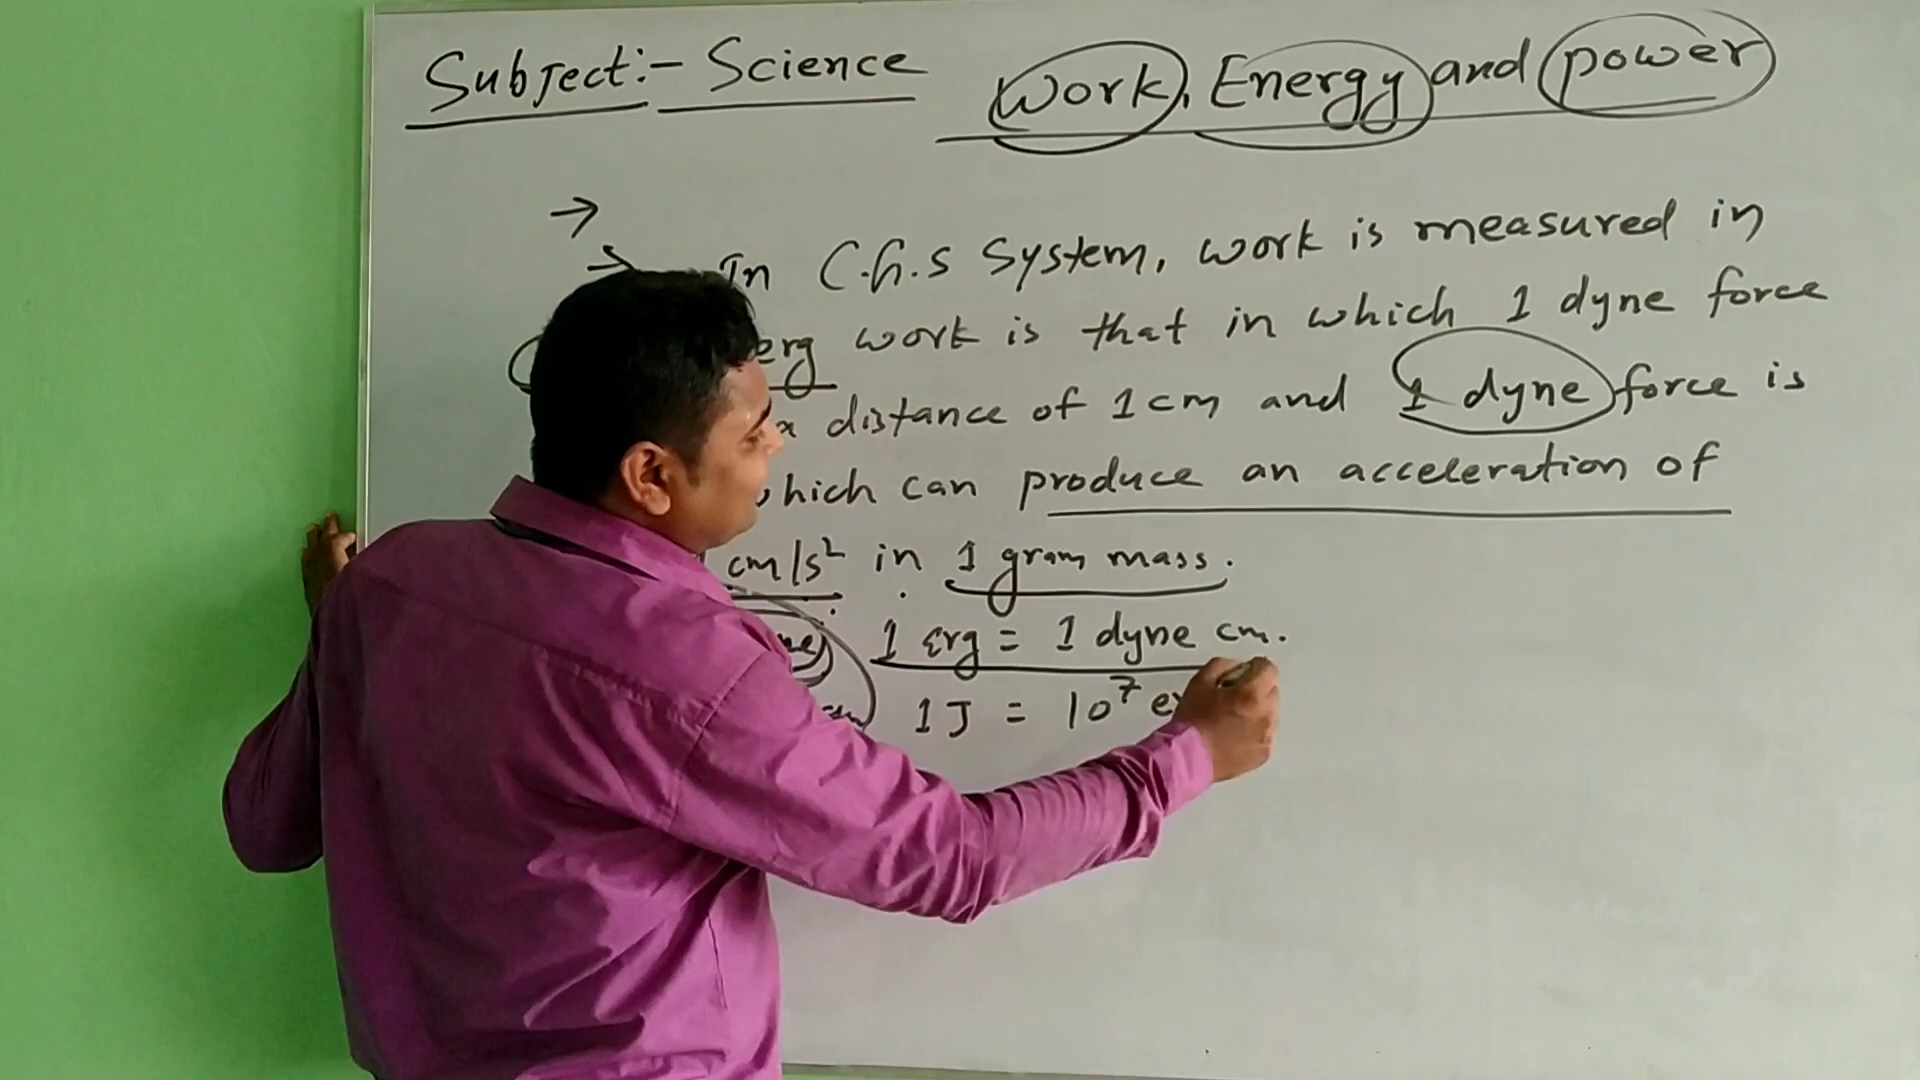 Subject:- Science
Work, Energy and power
→
→ In C.G.S System, work is measured in
erg work is that in which 1 dyne force
distance of 1cm and 1 dyne force is
which can produce an acceleration of
cm/s² in 1 gram mass.
1 erg = 1 dyne cm.
1J = 10⁷